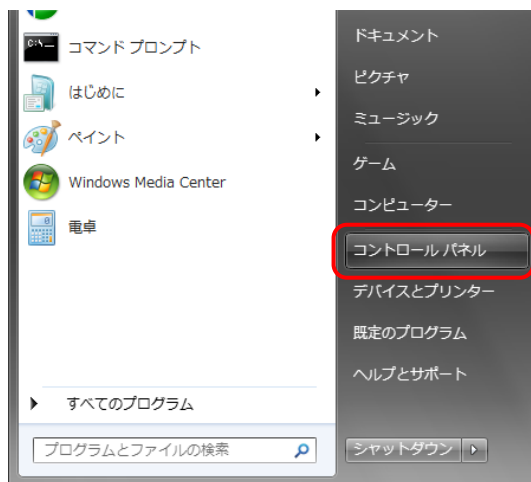 C:\
コマンド プロンプト
はじめに
ペイント
Windows Media Center
0
電卓
すべてのプログラム
プログラムとファイルの検索
ドキュメント
ピクチャ
ミュージック
ゲーム
コンピューター
コントロール パネル
デバイスとプリンター
既定のプログラム
ヘルプとサポート
シャットダウン